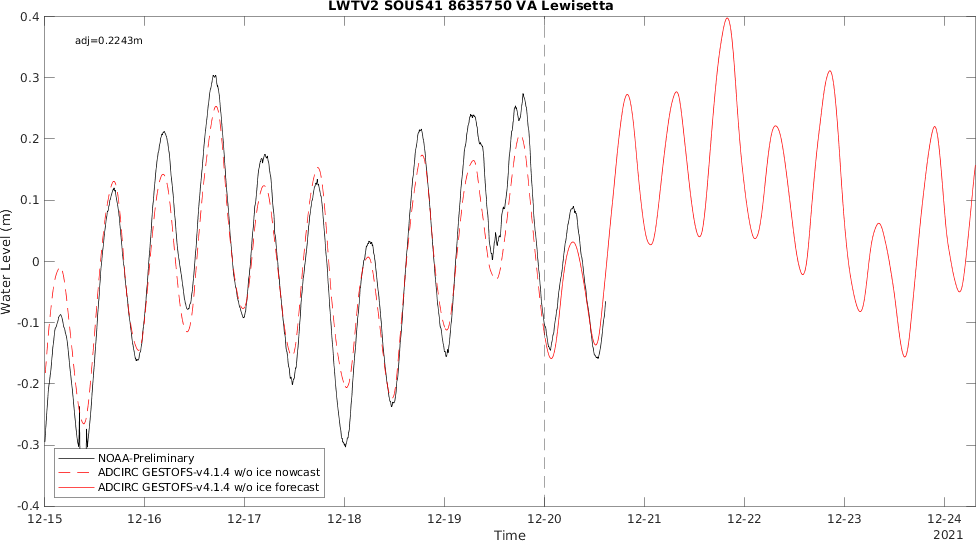 LWTV2 SOUS41 8635750 VA Lewisetta
adj=0.2243m
0.4
0.3
0.2
0.1
0
-0.1
-0.2
-0.3
-0.4
Water Level (m)
NOAA-Preliminary
ADCIRC GESTOFS-v4.1.4 w/o ice nowcast
ADCIRC GESTOFS-v4.1.4 w/o ice forecast
12-15 12-16 12-17 12-18 12-19 12-20 12-21 12-22 12-23 12-24
2021
Time